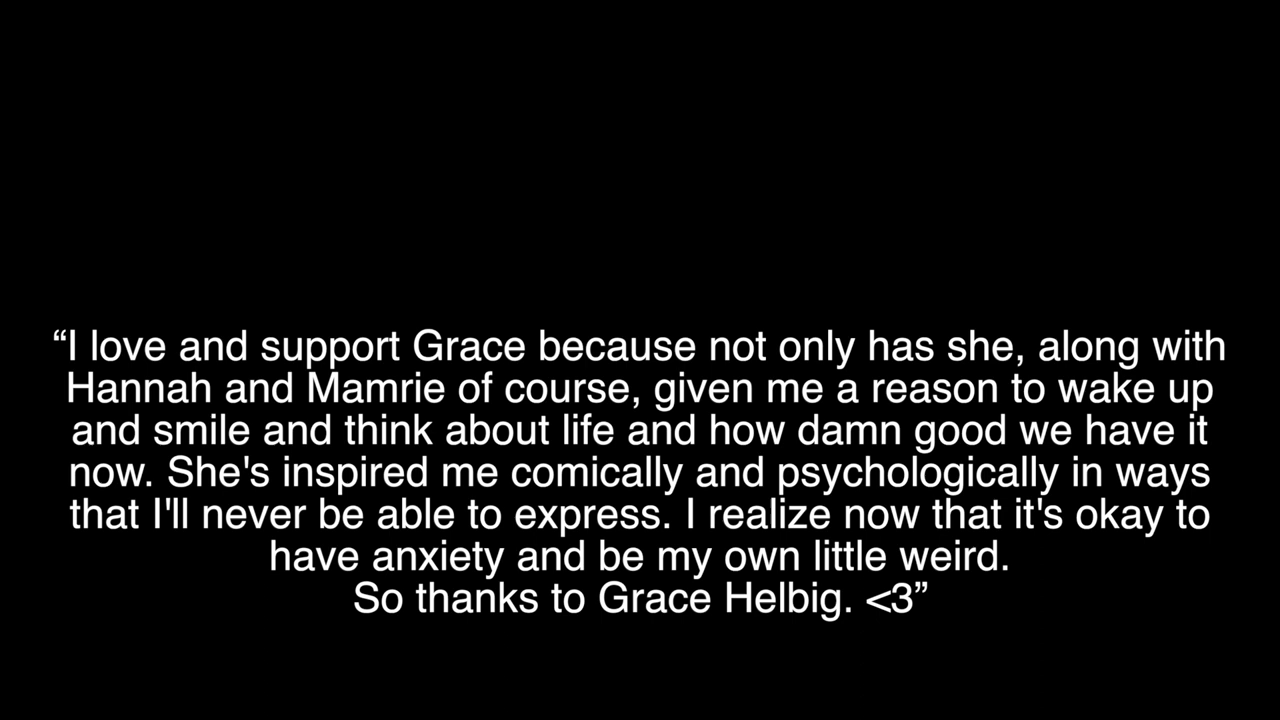 “I love and support Grace because not only has she, along with
Hannah and Mamrie of course, given me a reason to wake up
and smile and think about life and how damn good we have it
now. She's inspired me comically and psychologically in ways
that I'll never be able to express. I realize now that it's okay to
have anxiety and be my own little weird.
So thanks to Grace Helbig. <3”